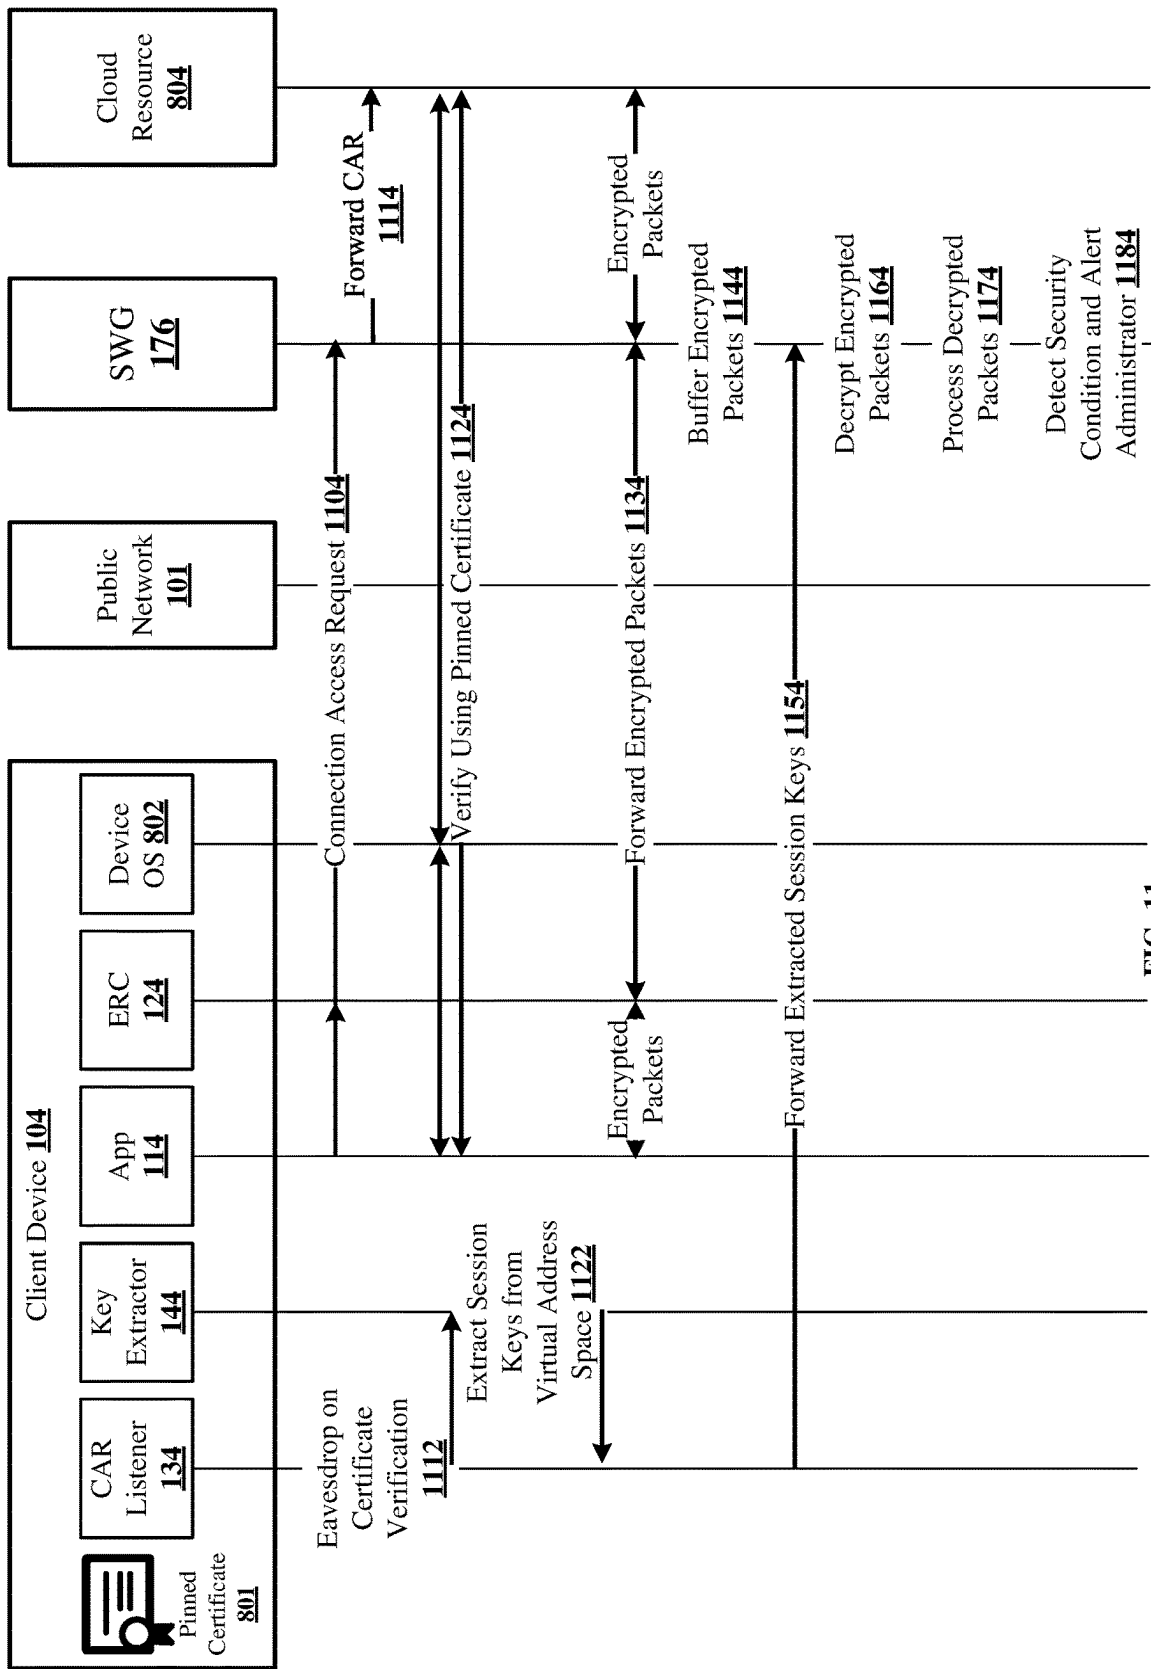 Client Device 104
Pinned
Certificate
801
CAR
Listener
134
Key
Extractor
144
App
114
ERC
124
Device
OS 802
Public
Network
101
SWG
176
Cloud
Resource
804
Connection Access Request 1104
Forward CAR
1114
Eavesdrop on
Certificate
Verification
1112
Verify Using Pinned Certificate 1124
Extract Session
Keys from
Virtual Address
Space 1122
Encrypted
Packets
Forward Encrypted Packets 1134
Encrypted
Packets
Buffer Encrypted
Packets 1144
Forward Extracted Session Keys 1154
Decrypt Encrypted
Packets 1164
Process Decrypted
Packets 1174
Detect Security
Condition and Alert
Administrator 1184
FIG. 11